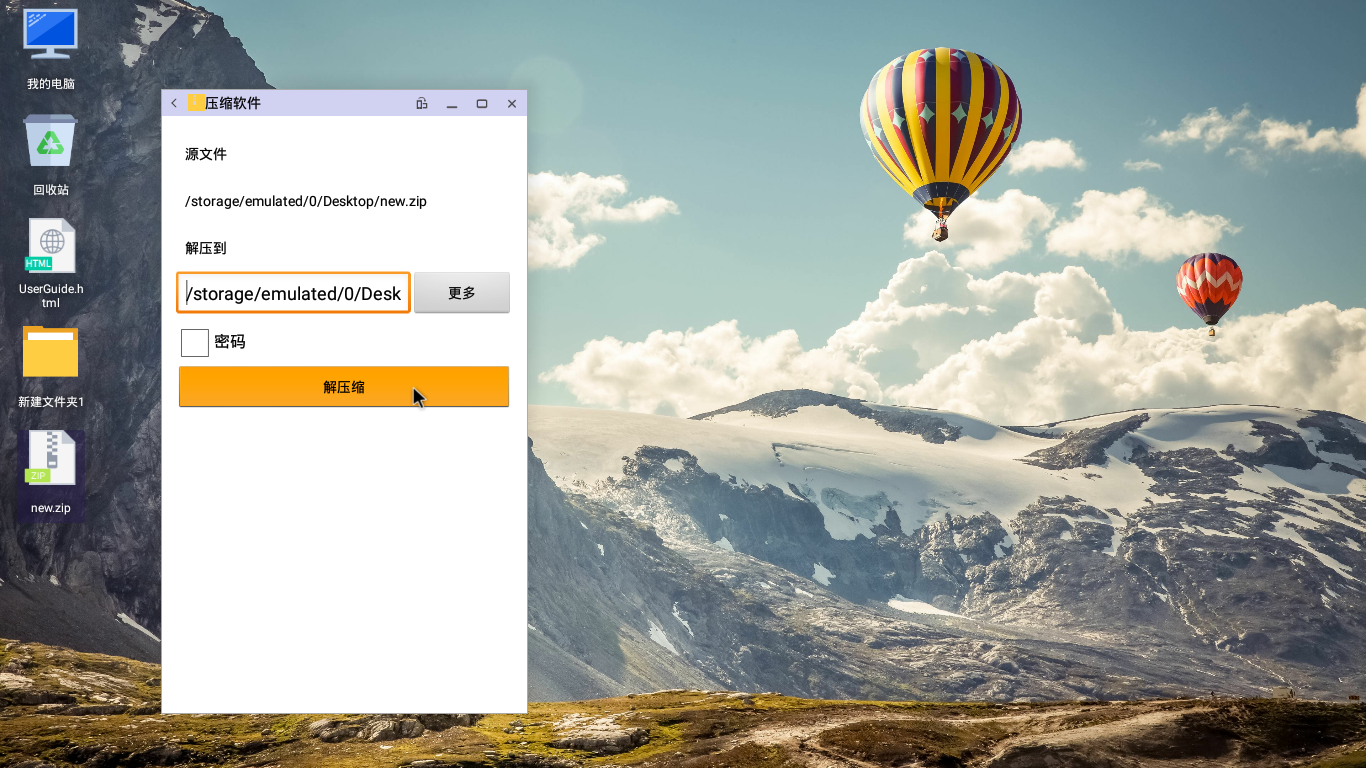 我的电脑
回收站
HTML
UserGuide.h
tml
新建文件夹1
ZIP
new.zip
压缩软件
源文件
/storage/emulated/0/Desktop/new.zip
解压到
/storage/emulated/0/Desk
更多
密码
解压缩